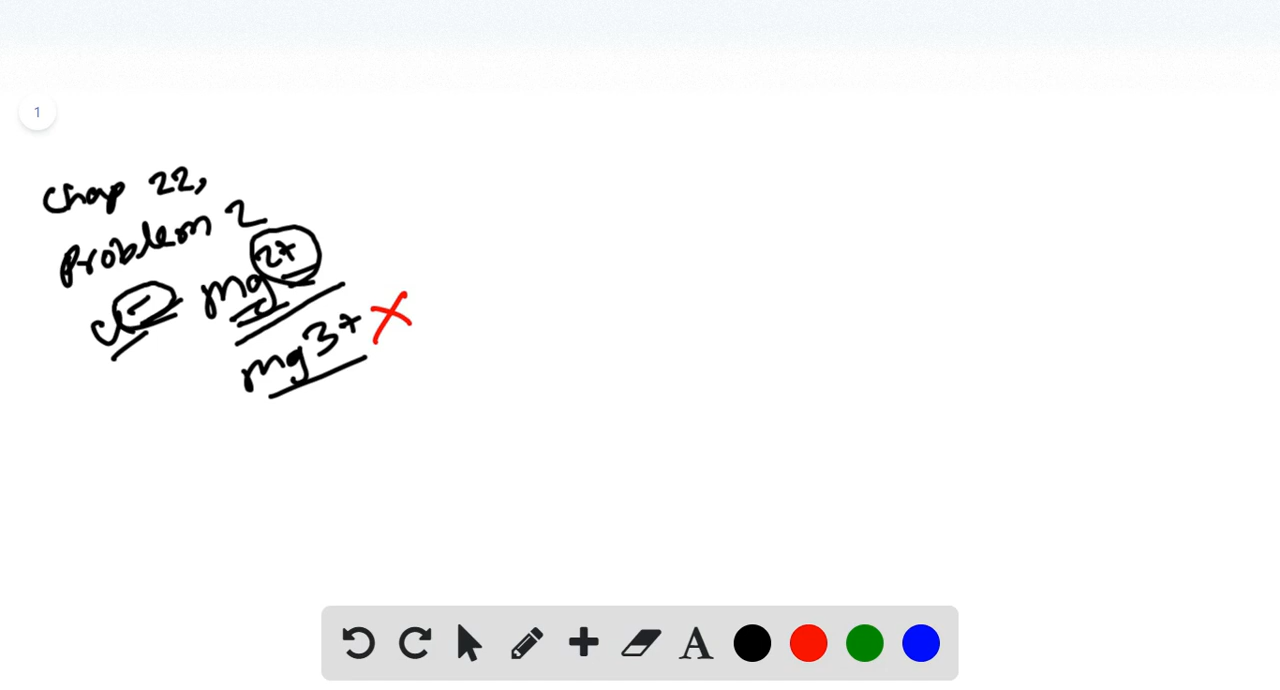 1
Chap 22,
Problem 2
Cl⁻ mg²⁺
mg3+ X
A